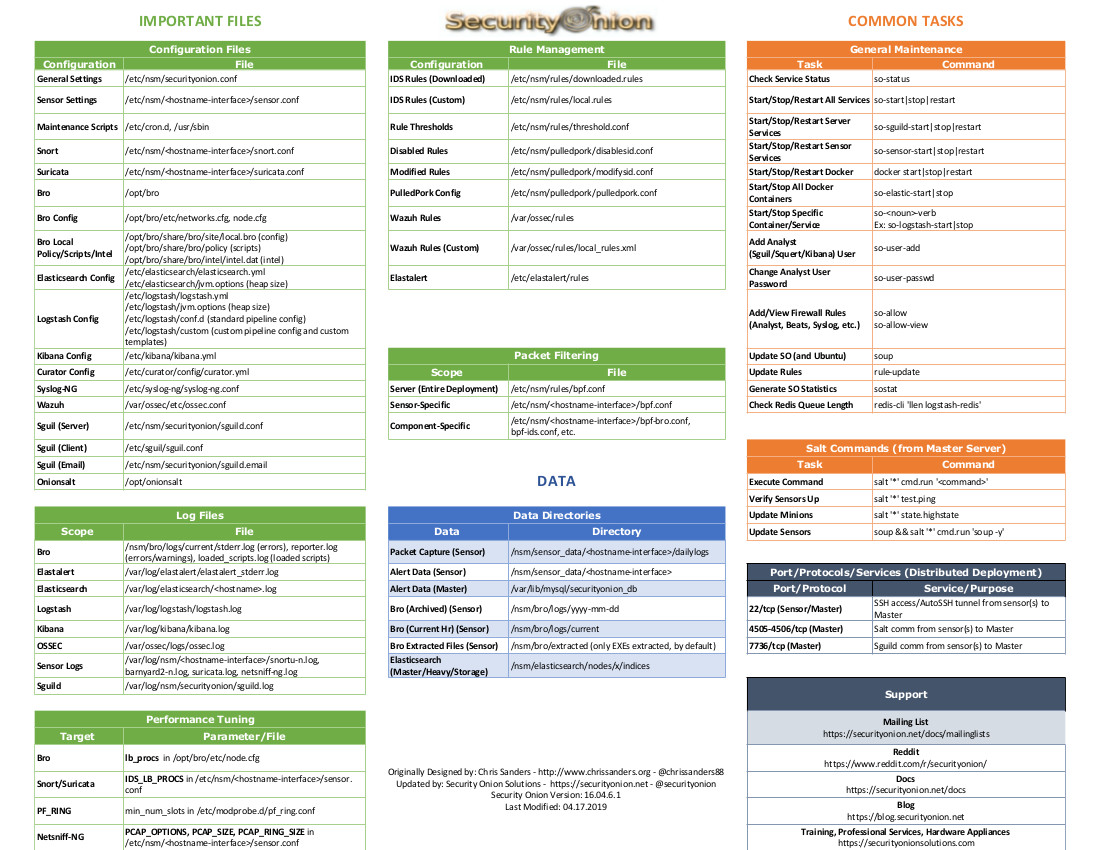 IMPORTANT FILES
Configuration Files
Configuration File
General Settings /etc/nsm/securityonion.conf
Sensor Settings /etc/nsm/<hostname-interface>/sensor.conf
Maintenance Scripts /etc/cron.d, /usr/sbin
Snort /etc/nsm/<hostname-interface>/snort.conf
Suricata /etc/nsm/<hostname-interface>/suricata.conf
Bro /opt/bro
Bro Config /opt/bro/etc/networks.cfg, node.cfg
Bro Local
Policy/Scripts/Intel
/opt/bro/share/bro/site/local.bro (config)
/opt/bro/share/bro/policy (scripts)
/opt/bro/share/bro/intel/intel.dat (intel)
Elasticsearch Config
/etc/elasticsearch/elasticsearch.yml
/etc/elasticsearch/jvm.options (heap size)
Logstash Config
/etc/logstash/logstash.yml
/etc/logstash/jvm.options (heap size)
/etc/logstash/conf.d (standard pipeline config)
/etc/logstash/custom (custom pipeline config and custom
templates)
Kibana Config /etc/kibana/kibana.yml
Curator Config /etc/curator/config/curator.yml
Syslog-NG /etc/syslog-ng/syslog-ng.conf
Wazuh /var/ossec/etc/ossec.conf
Sguil (Server) /etc/nsm/securityonion/sguild.conf
Sguil (Client) /etc/sguil/sguil.conf
Sguil (Email) /etc/nsm/securityonion/sguild.email
Onionsalt /opt/onionsalt
Log Files
Scope File
Bro
/nsm/bro/logs/current/stderr.log (errors), reporter.log
(errors/warnings), loaded_scripts.log (loaded scripts)
Elastalert /var/log/elastalert/elastalert_stderr.log
Elasticsearch /var/log/elasticsearch/<hostname>.log
Logstash /var/log/logstash/logstash.log
Kibana /var/log/kibana/kibana.log
OSSEC /var/ossec/logs/ossec.log
Sensor Logs
/var/log/nsm/<hostname-interface>/snortu-n.log,
barnyard2-n.log, suricata.log, netsniff-ng.log
Sguild /var/log/nsm/securityonion/sguild.log
Performance Tuning
Target Parameter/File
Bro lb_procs in /opt/bro/etc/node.cfg
Snort/Suricata
IDS_LB_PROCS in /etc/nsm/<hostname-interface>/sensor.
conf
PF_RING min_num_slots in /etc/modprobe.d/pf_ring.conf
Netsniff-NG
PCAP_OPTIONS, PCAP_SIZE, PCAP_RING_SIZE in
/etc/nsm/<hostname-interface>/sensor.conf
Security Onion
Rule Management
Configuration File
IDS Rules (Downloaded) /etc/nsm/rules/downloaded.rules
IDS Rules (Custom) /etc/nsm/rules/local.rules
Rule Thresholds /etc/nsm/rules/threshold.conf
Disabled Rules /etc/nsm/pulledpork/disablesid.conf
Modified Rules /etc/nsm/pulledpork/modifysid.conf
PulledPork Config /etc/nsm/pulledpork/pulledpork.conf
Wazuh Rules /var/ossec/rules
Wazuh Rules (Custom) /var/ossec/rules/local_rules.xml
Elastalert /etc/elastalert/rules
Packet Filtering
Scope File
Server (Entire Deployment) /etc/nsm/rules/bpf.conf
Sensor-Specific /etc/nsm/<hostname-interface>/bpf.conf
Component-Specific
/etc/nsm/<hostname-interface>/bpf-bro.conf,
bpf-ids.conf, etc.
DATA
Data Directories
Data Directory
Packet Capture (Sensor) /nsm/sensor_data/<hostname-interface>/dailylogs
Alert Data (Sensor) /nsm/sensor_data/<hostname-interface>
Alert Data (Master) /var/lib/mysql/securityonion_db
Bro (Archived) (Sensor) /nsm/bro/logs/yyyy-mm-dd
Bro (Current Hr) (Sensor) /nsm/bro/logs/current
Bro Extracted Files (Sensor) /nsm/bro/extracted (only EXEs extracted, by default)
Elasticsearch
(Master/Heavy/Storage)
/nsm/elasticsearch/nodes/x/indices
Originally Designed by: Chris Sanders - http://www.chrissanders.org - @chrissanders88
Updated by: Security Onion Solutions - https://securityonion.net - @securityonion
Security Onion Version: 16.04.6.1
Last Modified: 04.17.2019
COMMON TASKS
General Maintenance
Task Command
Check Service Status so-status
Start/Stop/Restart All Services so-start|stop|restart
Start/Stop/Restart Server
Services
so-sguild-start|stop|restart
Start/Stop/Restart Sensor
Services
so-sensor-start|stop|restart
Start/Stop/Restart Docker docker start|stop|restart
Start/Stop All Docker
Containers
so-elastic-start|stop
Start/Stop Specific
Container/Service
so-<noun>-verb
Ex: so-logstash-start|stop
Add Analyst
(Sguil/Squert/Kibana) User
so-user-add
Change Analyst User
Password
so-user-passwd
Add/View Firewall Rules
(Analyst, Beats, Syslog, etc.)
so-allow
so-allow-view
Update SO (and Ubuntu) soup
Update Rules rule-update
Generate SO Statistics sostat
Check Redis Queue Length redis-cli 'llen logstash-redis'
Salt Commands (from Master Server)
Task Command
Execute Command salt '*' cmd.run '<command>'
Verify Sensors Up salt '*' test.ping
Update Minions salt '*' state.highstate
Update Sensors soup && salt '*' cmd.run 'soup -y'
Port/Protocols/Services (Distributed Deployment)
Port/Protocol Service/Purpose
22/tcp (Sensor/Master)
SSH access/AutoSSH tunnel from sensor(s) to
Master
4505-4506/tcp (Master) Salt comm from sensor(s) to Master
7736/tcp (Master) Sguild comm from sensor(s) to Master
Support
Mailing List
https://securityonion.net/docs/mailinglists
Reddit
https://www.reddit.com/r/securityonion/
Docs
https://securityonion.net/docs
Blog
https://blog.securityonion.net
Training, Professional Services, Hardware Appliances
https://securityonionsolutions.com